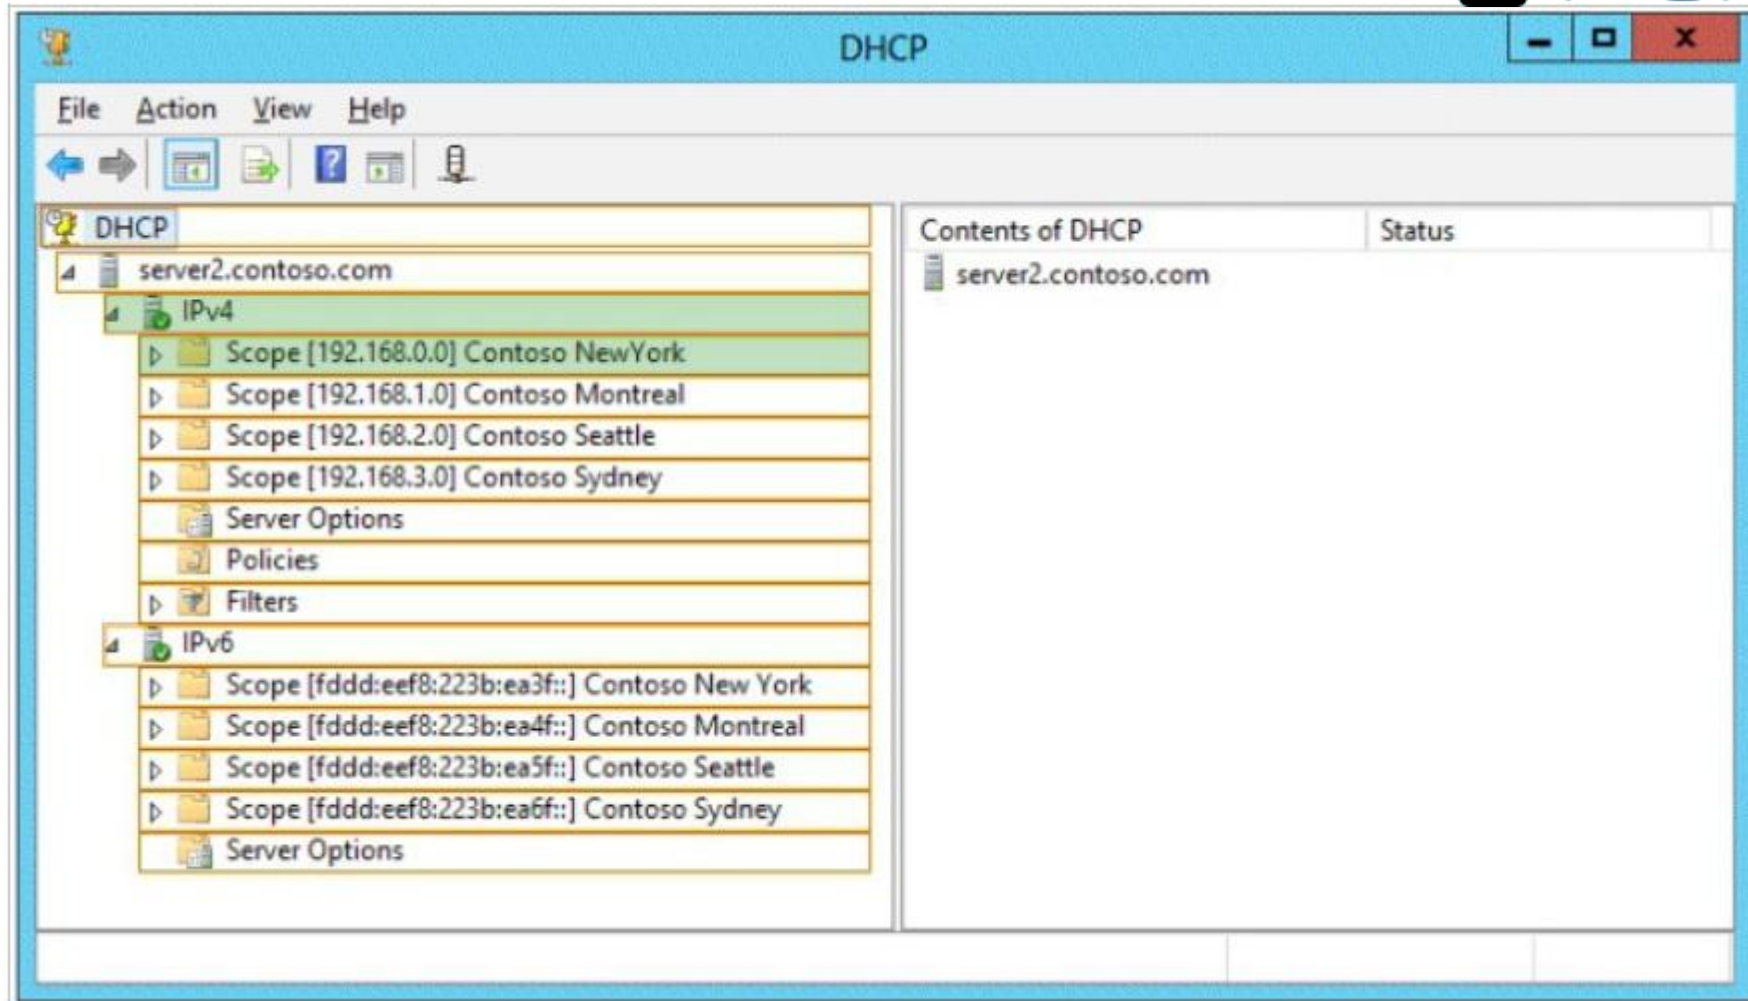 DHCP
File Action View Help
DHCP
server2.contoso.com
IPv4
Scope [192.168.0.0] Contoso NewYork
Scope [192.168.1.0] Contoso Montreal
Scope [192.168.2.0] Contoso Seattle
Scope [192.168.3.0] Contoso Sydney
Server Options
Policies
Filters
IPv6
Scope [fddd:eef8:223b:ea3f::] Contoso New York
Scope [fddd:eef8:223b:ea4f::] Contoso Montreal
Scope [fddd:eef8:223b:ea5f::] Contoso Seattle
Scope [fddd:eef8:223b:ea6f::] Contoso Sydney
Server Options
Contents of DHCP Status
server2.contoso.com